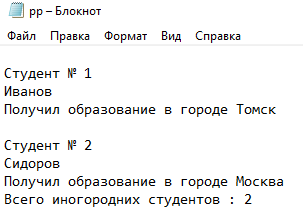 pp – Блокнот
Файл Правка Формат Вид Справка
Студент № 1
Иванов
Получил образование в городе Томск
Студент № 2
Сидоров
Получил образование в городе Москва
Всего иногородних студентов : 2